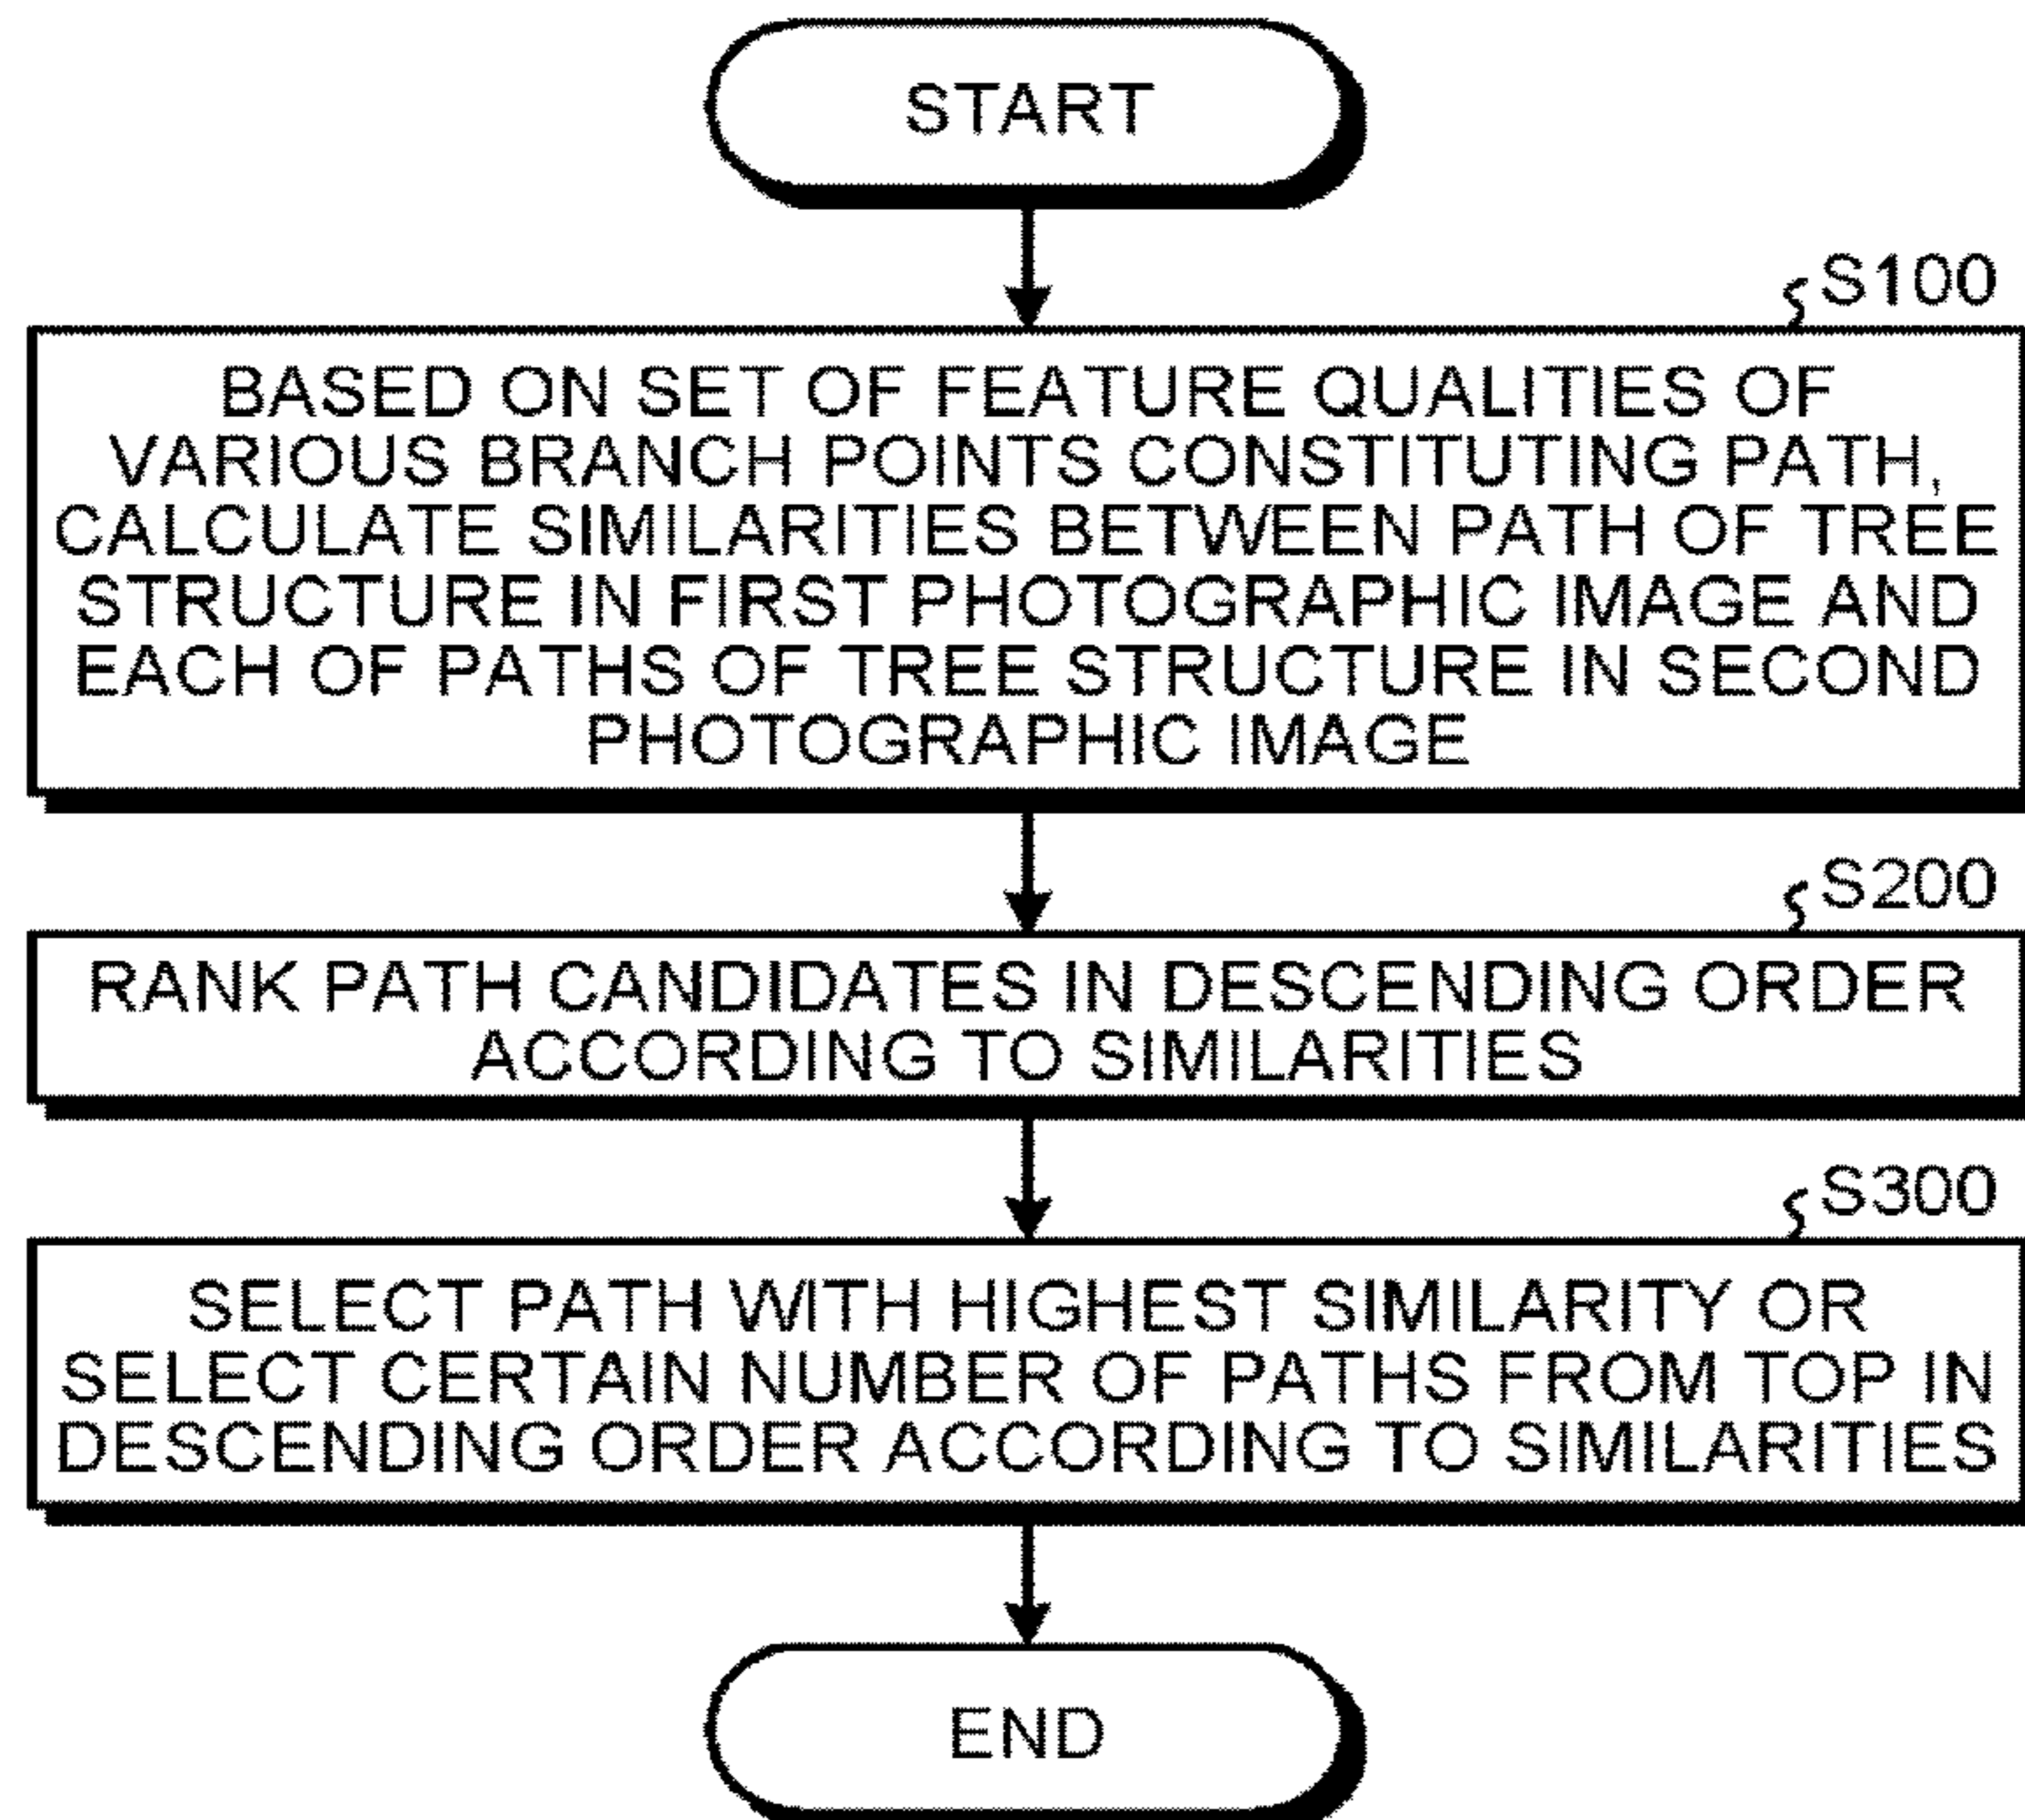 START
S100
BASED ON SET OF FEATURE QUALITIES OF
VARIOUS BRANCH POINTS CONSTITUTING PATH,
CALCULATE SIMILARITIES BETWEEN PATH OF TREE
STRUCTURE IN FIRST PHOTOGRAPHIC IMAGE AND
EACH OF PATHS OF TREE STRUCTURE IN SECOND
PHOTOGRAPHIC IMAGE
S200
RANK PATH CANDIDATES IN DESCENDING ORDER
ACCORDING TO SIMILARITIES
S300
SELECT PATH WITH HIGHEST SIMILARITY OR
SELECT CERTAIN NUMBER OF PATHS FROM TOP IN
DESCENDING ORDER ACCORDING TO SIMILARITIES
END